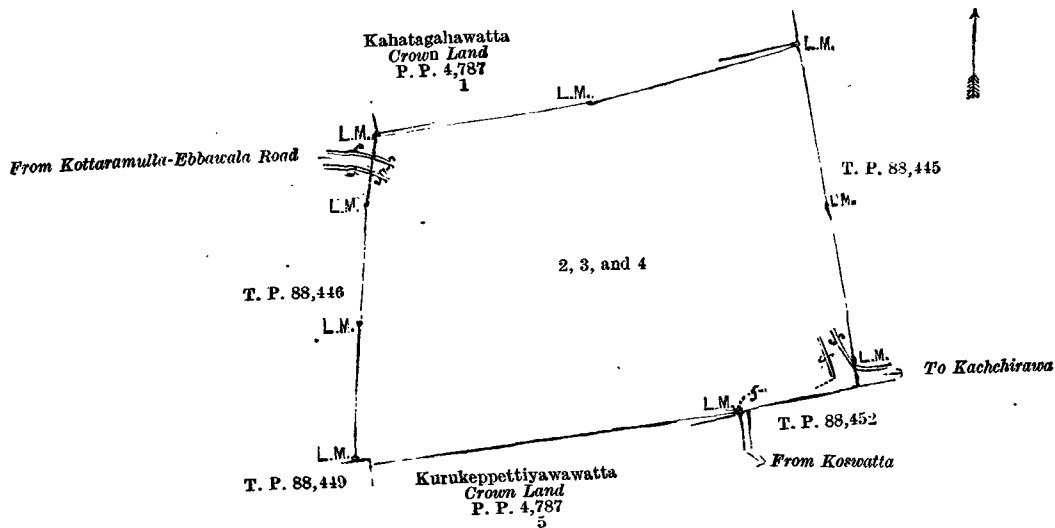 Kahatagahawatta
Crown Land
P. P. 4,787
1
L.M.
L.M.
L.M.
From Kottaramulla-Ebbawala Road
T. P. 88,445
L.M.
L.M.
2, 3, and 4
T. P. 88,446
L.M.
L.M.
To Kachchirawa
L.M.
T. P. 88,452
L.M.
From Koswatta
T. P. 88,449
Kurukeppettiyawawatta
Crown Land
P. P. 4,787
5